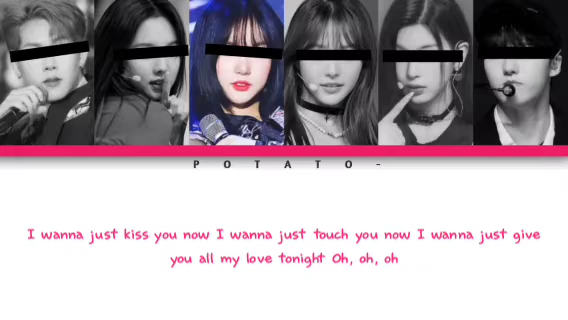 P O T A T O -
I wanna just kiss you now I wanna just touch you now I wanna just give
you all my love tonight Oh, oh, oh